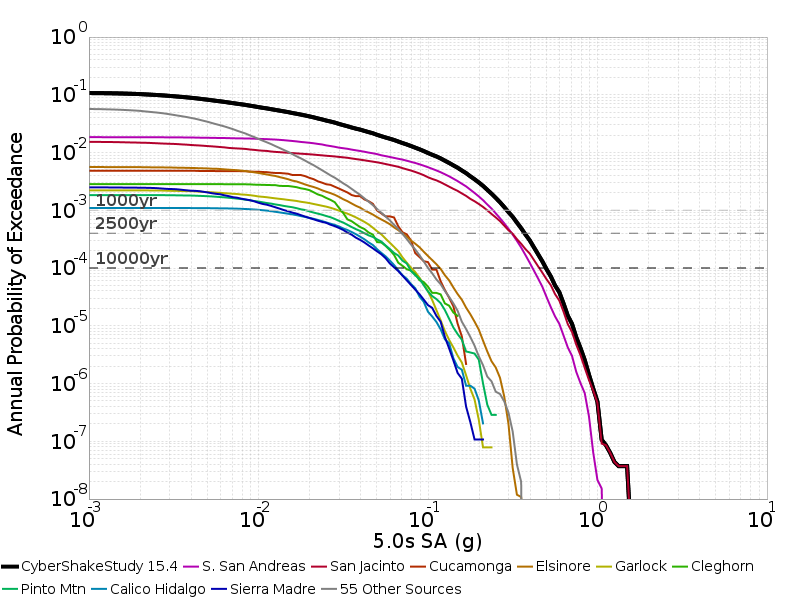 10^0
10^-1
10^-2
10^-3
10^-4
10^-5
10^-6
10^-7
10^-8
Annual Probability of Exceedance
1000yr
2500yr
10000yr
10^-3 10^-2 10^-1 10^0 10^1
5.0s SA (g)
CyberShakeStudy 15.4 S. San Andreas San Jacinto Cucamonga Elsinore Garlock Cleghorn
Pinto Mtn Calico Hidalgo Sierra Madre 55 Other Sources